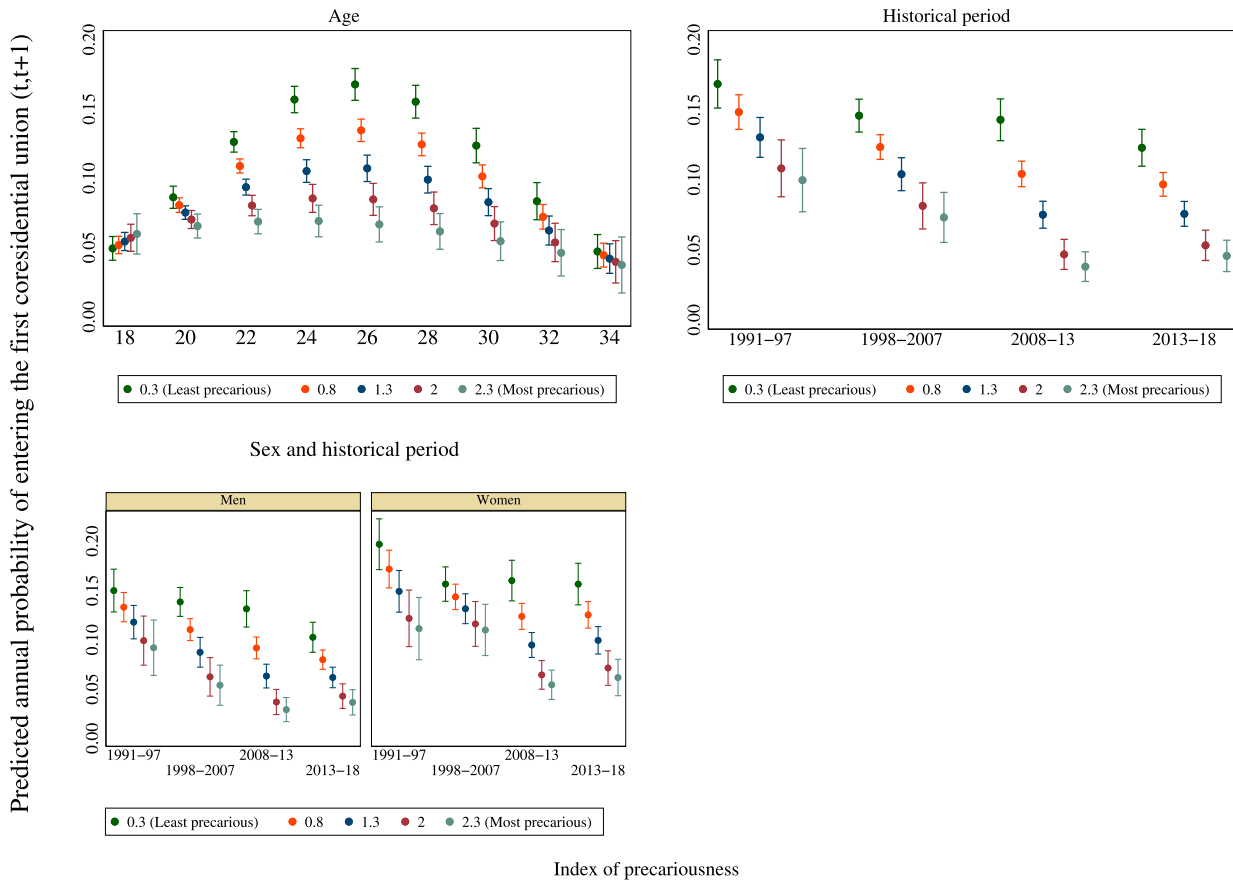 Predicted annual probability of entering the first coresidential union (t,t+1)
Age
0.20
0.15
0.10
0.05
0.00
18 20 22 24 26 28 30 32 34
0.3 (Least precarious) 0.8 1.3 2 2.3 (Most precarious)
Historical period
0.20
0.15
0.10
0.05
0.00
1991–97 1998–2007 2008–13 2013–18
0.3 (Least precarious) 0.8 1.3 2 2.3 (Most precarious)
Sex and historical period
Men Women
0.20
0.15
0.10
0.05
0.00
1991–97 2008–13 1991–97 2008–13
1998–2007 2013–18 1998–2007 2013–18
0.3 (Least precarious) 0.8 1.3 2 2.3 (Most precarious)
Index of precariousness